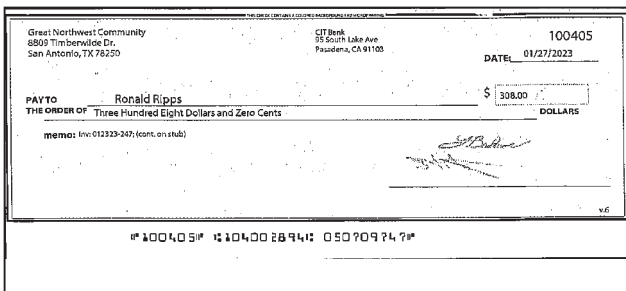 THIS CHECK CONTAINS A COLORED BACKGROUND AND MICROPRINTING
Great Northwest Community
8809 Timberwilde Dr.
San Antonio, TX 78250
CIT Bank
95 South Lake Ave
Pasadena, CA 91103
100405
DATE: 01/27/2023
PAY TO
THE ORDER OF
Ronald Ripps
$ 308.00
Three Hundred Eight Dollars and Zero Cents
DOLLARS
memo: Inv: 012323-247; (cont. on stub)
v.6
⑈100405⑈ ⑆104002894⑆ 050709747⑈